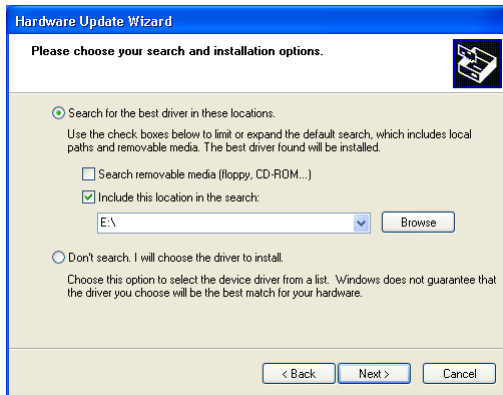 Hardware Update Wizard
Please choose your search and installation options.
Search for the best driver in these locations.
Use the check boxes below to limit or expand the default search, which includes local
paths and removable media. The best driver found will be installed.
Search removable media (floppy, CD-ROM...)
Include this location in the search:
E:\
Browse
Don't search. I will choose the driver to install.
Choose this option to select the device driver from a list. Windows does not guarantee that
the driver you choose will be the best match for your hardware.
< Back Next > Cancel